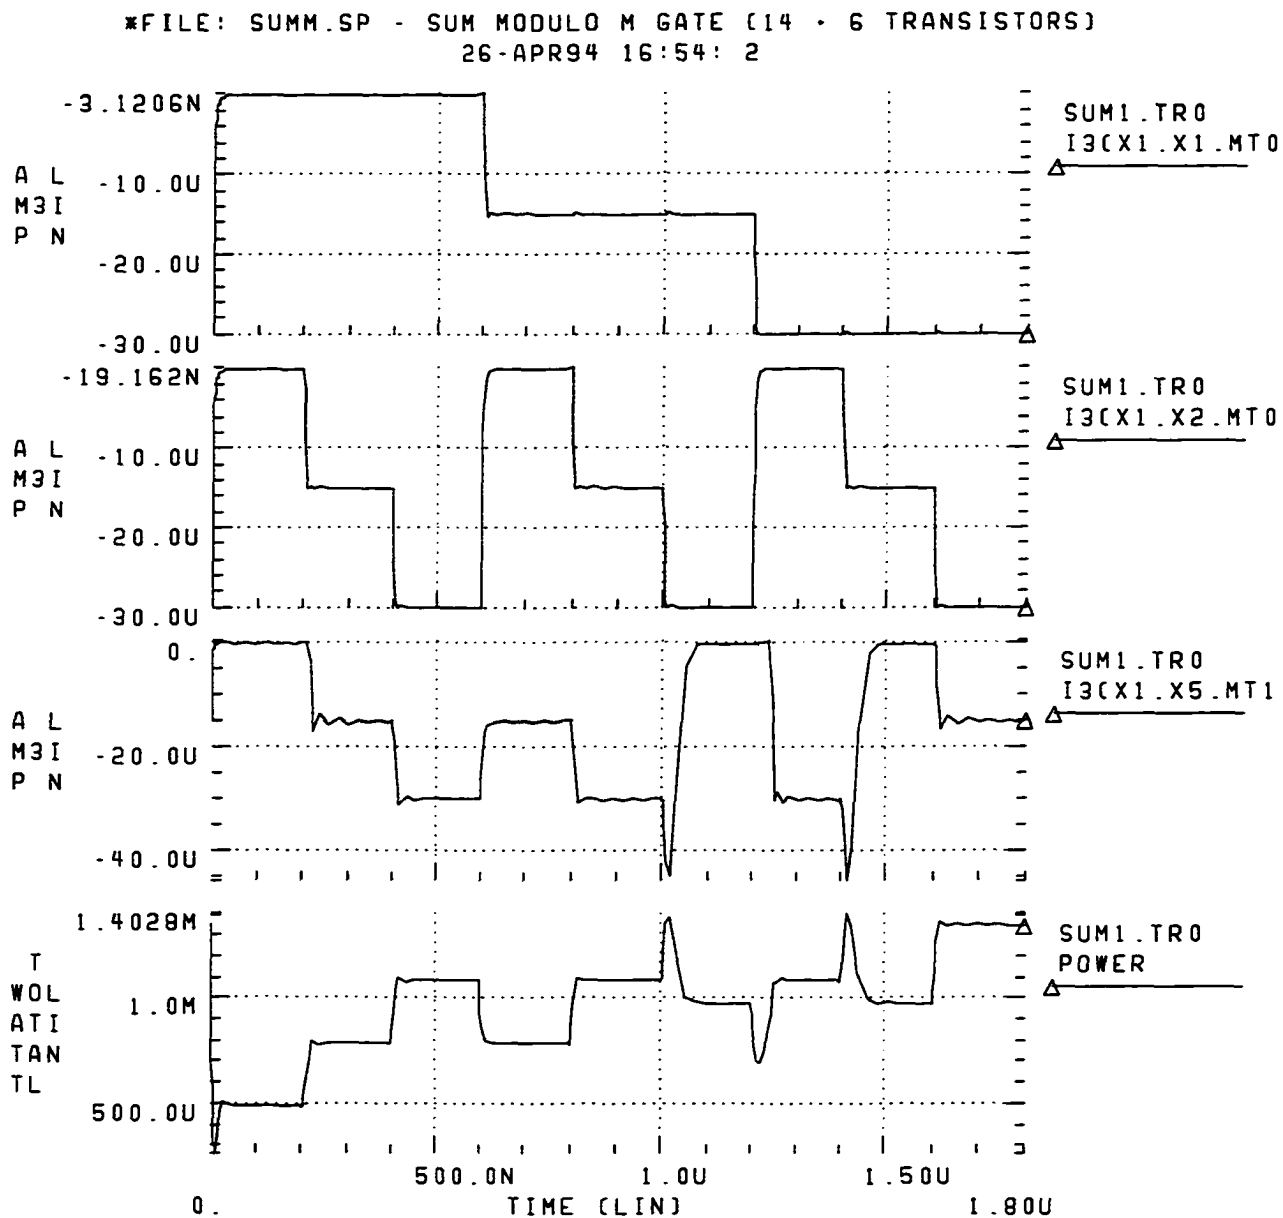 *FILE: SUMM.SP - SUM MODULO M GATE (14 + 6 TRANSISTORS)
26-APR94 16:54: 2
-3.1206N
-10.0U
-20.0U
-30.0U
A L
M3I
P N
SUM1.TR0
I3(X1.X1.MT0
-19.162N
-10.0U
-20.0U
-30.0U
A L
M3I
P N
SUM1.TR0
I3(X1.X2.MT0
0.
-20.0U
-40.0U
A L
M3I
P N
SUM1.TR0
I3(X1.X5.MT1
1.4028M
1.0M
500.0U
T
WOL
ATI
TAN
TL
SUM1.TR0
POWER
500.0N
1.0U
1.50U
0.
TIME (LIN)
1.80U